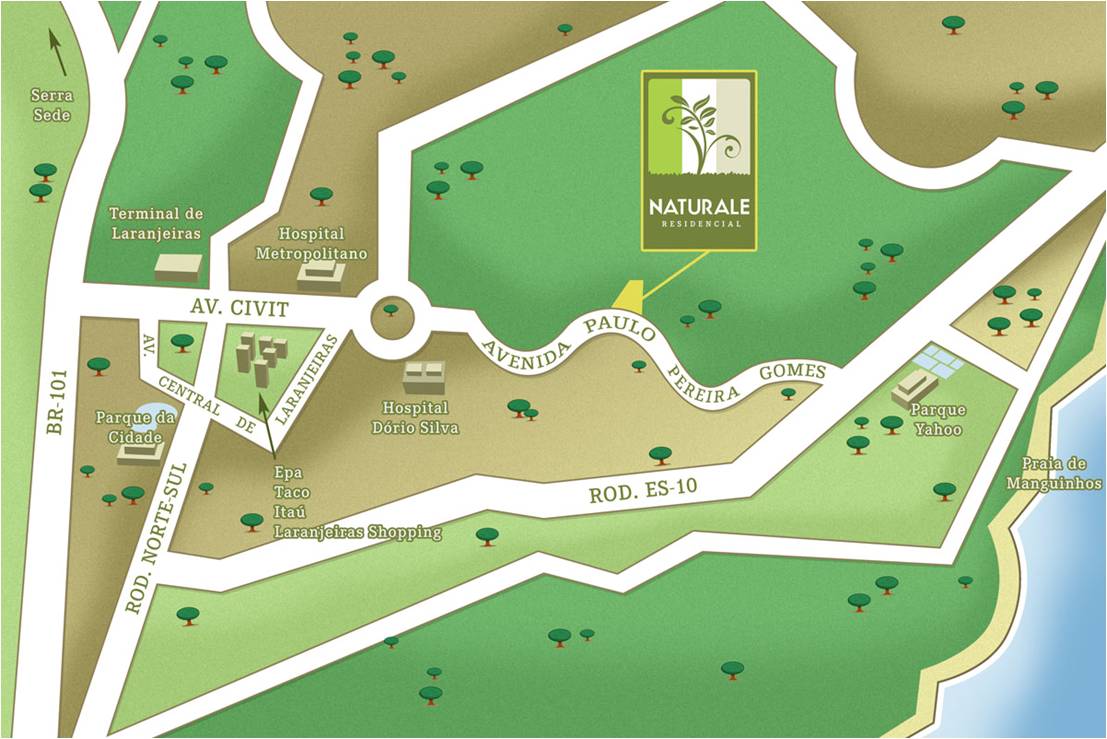 Serra
Sede
Terminal de
Laranjeiras
Hospital
Metropolitano
NATURALE
RESIDENCIAL
AV. CIVIT
AVENIDA PAULO PEREIRA GOMES
AV. CENTRAL DE LARANJEIRAS
BR-101
Parque da
Cidade
Hospital
Dório Silva
Parque
Yahoo
Epa
Taco
Itaú
Laranjeiras Shopping
ROD. NORTE-SUL
ROD. ES-10
Praia de
Manguinhos